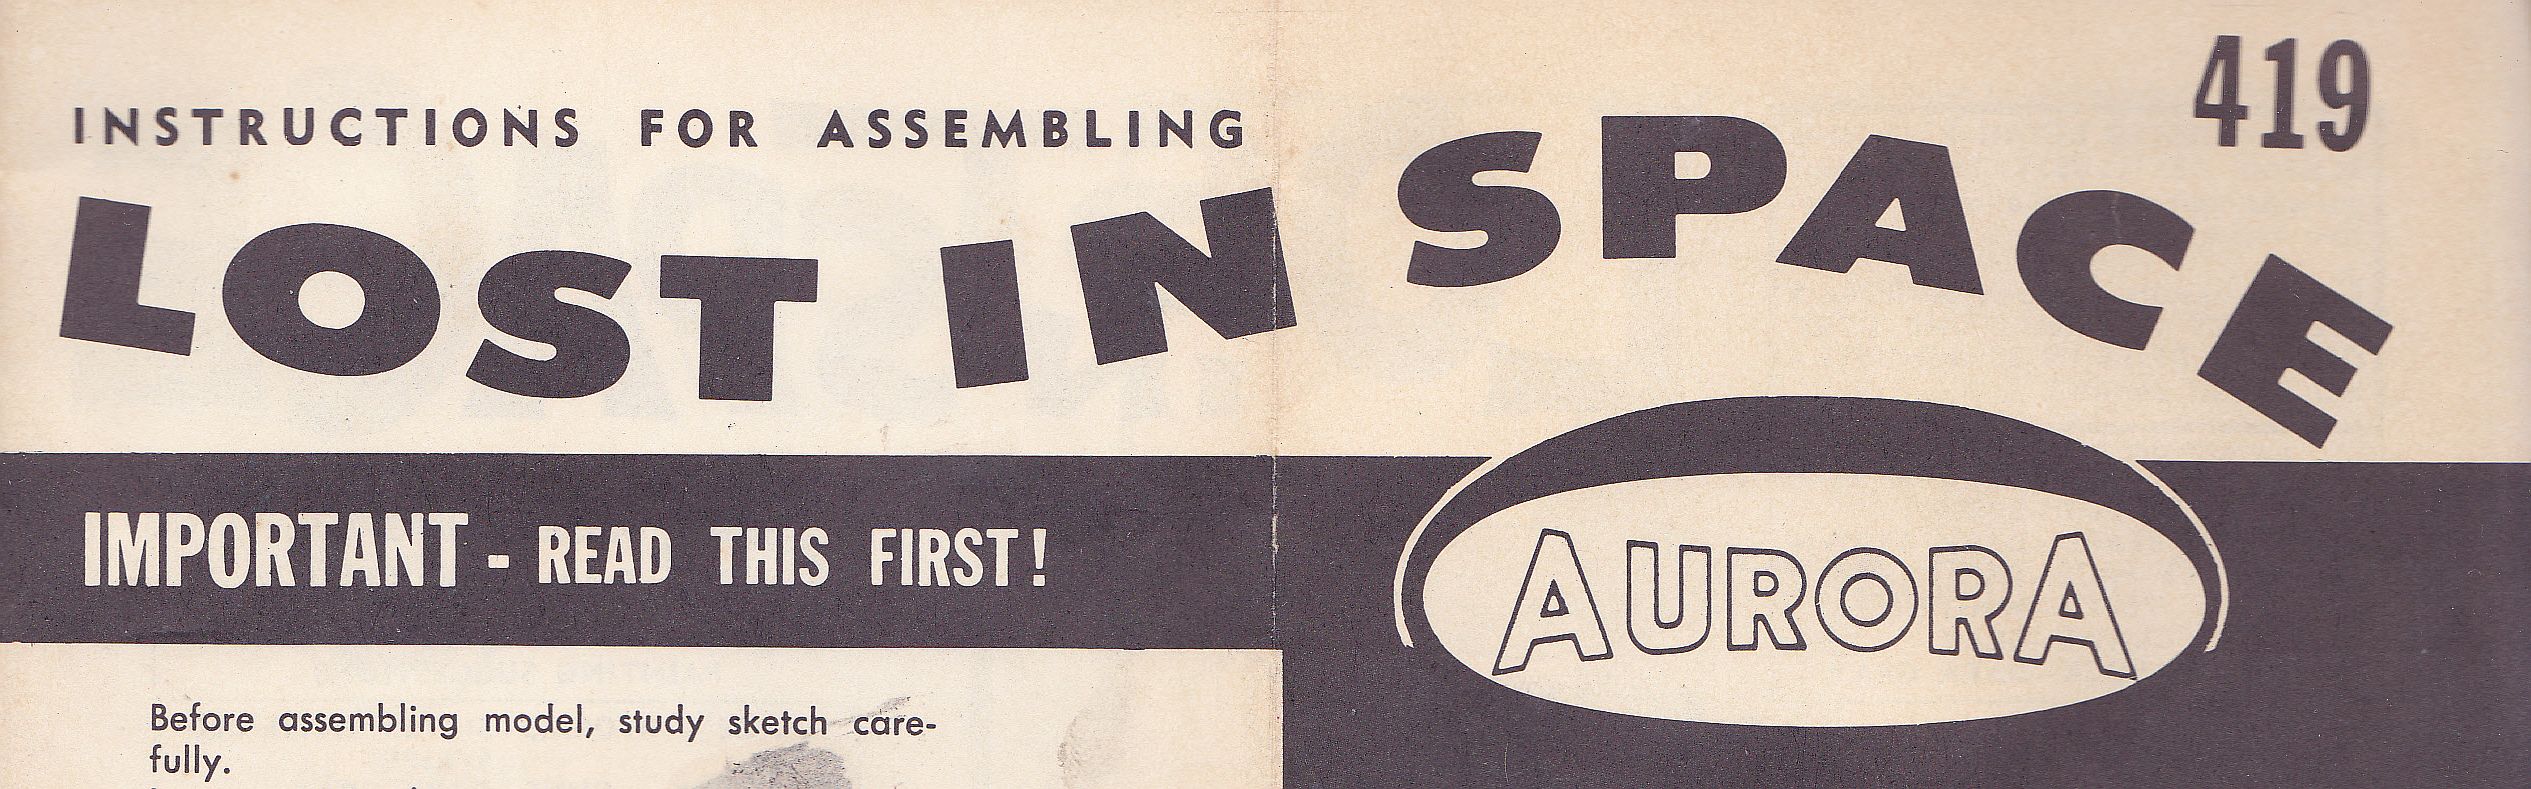 419
INSTRUCTIONS FOR ASSEMBLING
LOST IN SPACE
IMPORTANT - READ THIS FIRST!
AURORA
Before assembling model, study sketch care-
fully.